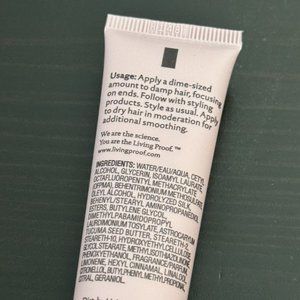 Usage: Apply a dime-sized
amount to damp hair, focusing
on ends. Follow with styling
products. Style as usual. Apply
to dry hair in moderation for
additional smoothing.
We are the science.
You are the Living Proof.™
www.livingproof.com
INGREDIENTS: WATER/EAU/AQUA, CETYL
ALCOHOL, GLYCERIN, ISOAMYL LAURATE,
OCTAFLUOROPENTYL METHACRYLATE
(OFPMA), BEHENTRIMONIUM METHOSULFATE,
OLEYL ALCOHOL, HYDROLYZED SILK,
BEHENYL/STEARYL AMINOPROPANEDIOL
ESTERS, BUTYLENE GLYCOL,
DIMETHYLPABAMIDOPROPYL
LAURDIMONIUM TOSYLATE, ASTROCARYUM
TUCUMA SEED BUTTER, STEARETH-2,
STEARETH-10, HYDROXYETHYLCELLULOSE,
GLYCOL STEARATE, METHYLISOTHIAZOLINONE,
PHENOXYETHANOL, FRAGRANCE/PARFUM,
LIMONENE, HEXYL CINNAMAL, LINALOOL,
CITRONELLOL, BUTYLPHENYL METHYLPROPIONAL,
CITRAL, GERANIOL.